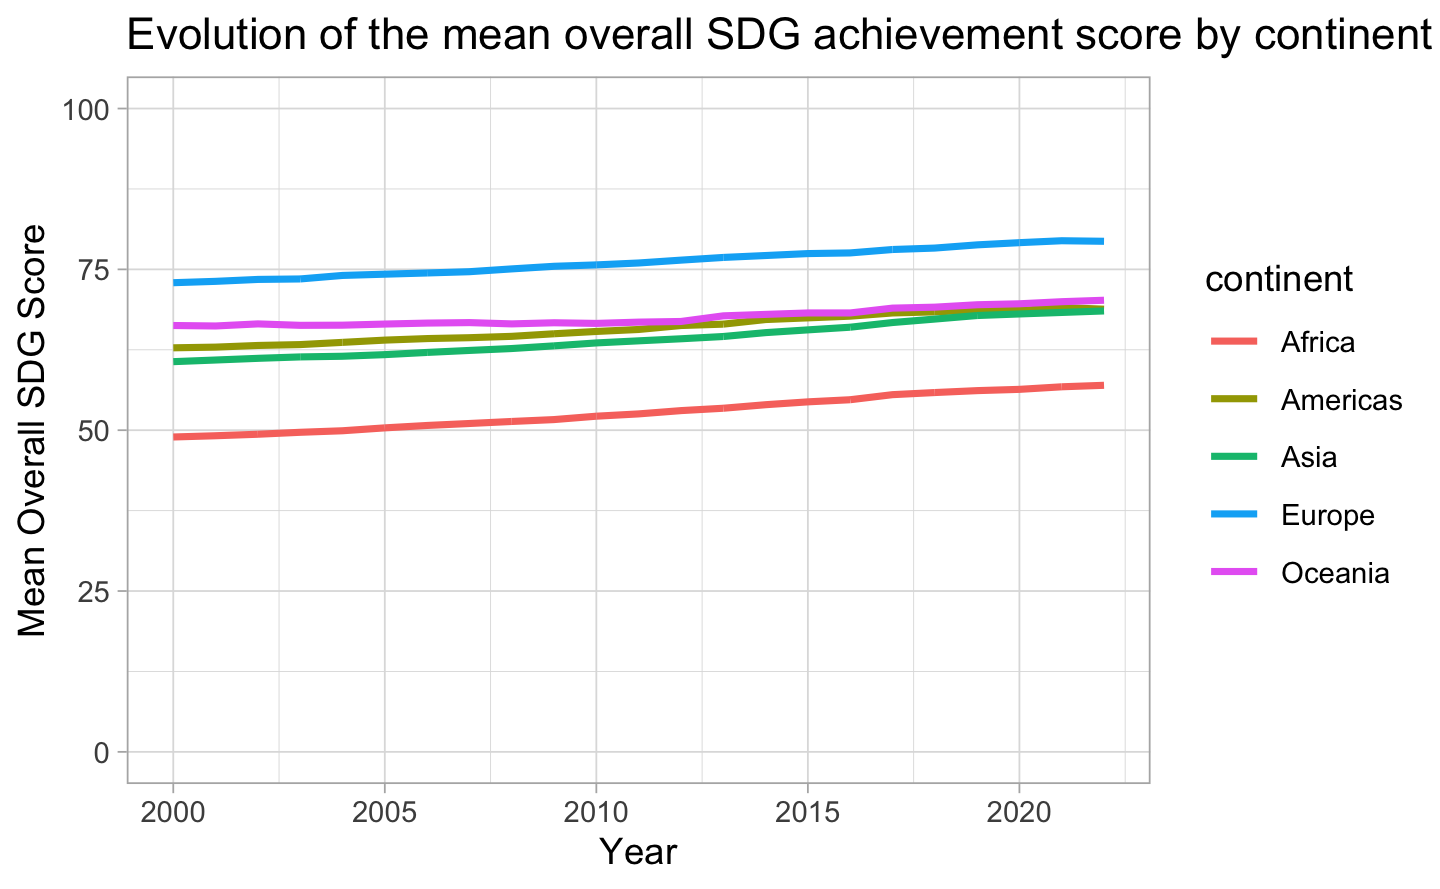 Evolution of the mean overall SDG achievement score by continent
Mean Overall SDG Score
100
75
50
25
0
2000 2005 2010 2015 2020
Year
continent
Africa
Americas
Asia
Europe
Oceania